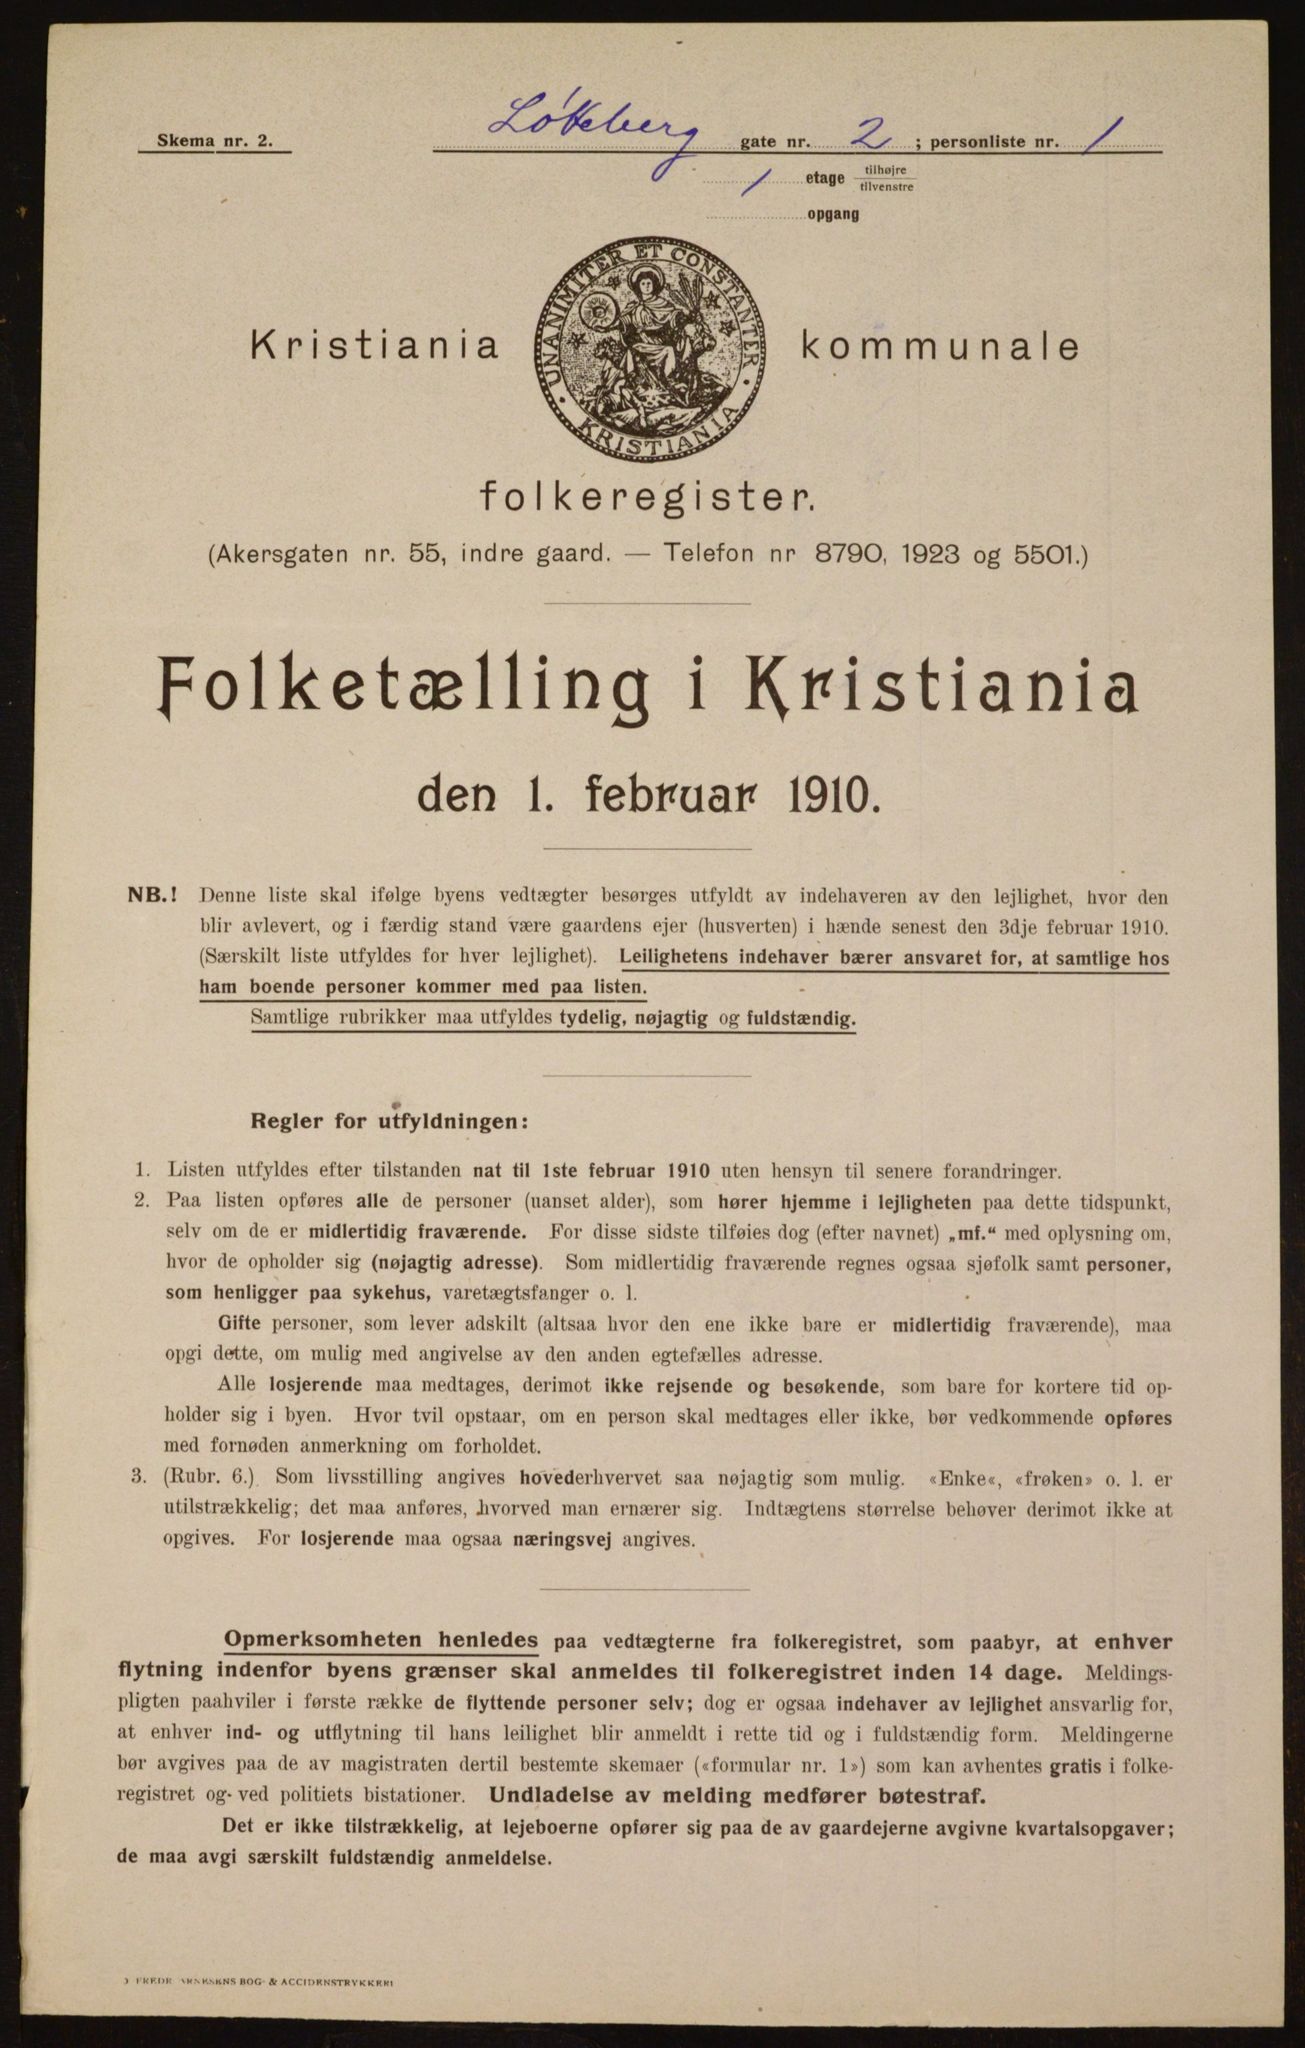 Skema nr. 2.
Løkkeberg gate nr. 2 ; personliste nr. 1
1 etage tilhøjre
tilvenstre
opgang
UNANIMITER ET CONSTANTER
KRISTIANIA
Kristiania kommunale
folkeregister.
(Akersgaten nr. 55, indre gaard. — Telefon nr 8790, 1923 og 5501.)
Folketælling i Kristiania
den 1. februar 1910.
NB.! Denne liste skal ifølge byens vedtægter besørges utfyldt av indehaveren av den lejlighet, hvor den
blir avlevert, og i færdig stand være gaardens ejer (husverten) i hænde senest den 3dje februar 1910.
(Særskilt liste utfyldes for hver lejlighet). Leilighetens indehaver bærer ansvaret for, at samtlige hos
ham boende personer kommer med paa listen.
Samtlige rubrikker maa utfyldes tydelig, nøjagtig og fuldstændig.
Regler for utfyldningen:
1. Listen utfyldes efter tilstanden nat til 1ste februar 1910 uten hensyn til senere forandringer.
2. Paa listen opføres alle de personer (uanset alder), som hører hjemme i lejligheten paa dette tidspunkt,
selv om de er midlertidig fraværende. For disse sidste tilføies dog (efter navnet) „mf.“ med oplysning om,
hvor de opholder sig (nøjagtig adresse). Som midlertidig fraværende regnes ogsaa sjøfolk samt personer,
som henligger paa sykehus, varetægtsfanger o. l.
Gifte personer, som lever adskilt (altsaa hvor den ene ikke bare er midlertidig fraværende), maa
opgi dette, om mulig med angivelse av den anden egtefælles adresse.
Alle losjerende maa medtages, derimot ikke rejsende og besøkende, som bare for kortere tid op-
holder sig i byen. Hvor tvil opstaar, om en person skal medtages eller ikke, bør vedkommende opføres
med fornøden anmerkning om forholdet.
3. (Rubr. 6.) Som livsstilling angives hovederhvervet saa nøjagtig som mulig. «Enke«, «frøken» o. l. er
utilstrækkelig; det maa anføres, hvorved man ernærer sig. Indtægtens størrelse behøver derimot ikke at
opgives. For losjerende maa ogsaa næringsvej angives.
Opmerksomheten henledes paa vedtægterne fra folkeregistret, som paabyr, at enhver
flytning indenfor byens grænser skal anmeldes til folkeregistret inden 14 dage. Meldings-
pligten paahviler i første række de flyttende personer selv; dog er ogsaa indehaver av lejlighet ansvarlig for,
at enhver ind- og utflytning til hans leilighet blir anmeldt i rette tid og i fuldstændig form. Meldingerne
bør avgives paa de av magistraten dertil bestemte skemaer («formular nr. 1») som kan avhentes gratis i folke-
registret og ved politiets bistationer. Undladelse av melding medfører bøtestraf.
Det er ikke tilstrækkelig, at lejeboerne opfører sig paa de av gaardejerne avgivne kvartalsopgaver;
de maa avgi særskilt fuldstændig anmeldelse.
BOG- & ACCIDENSTRYKKERI